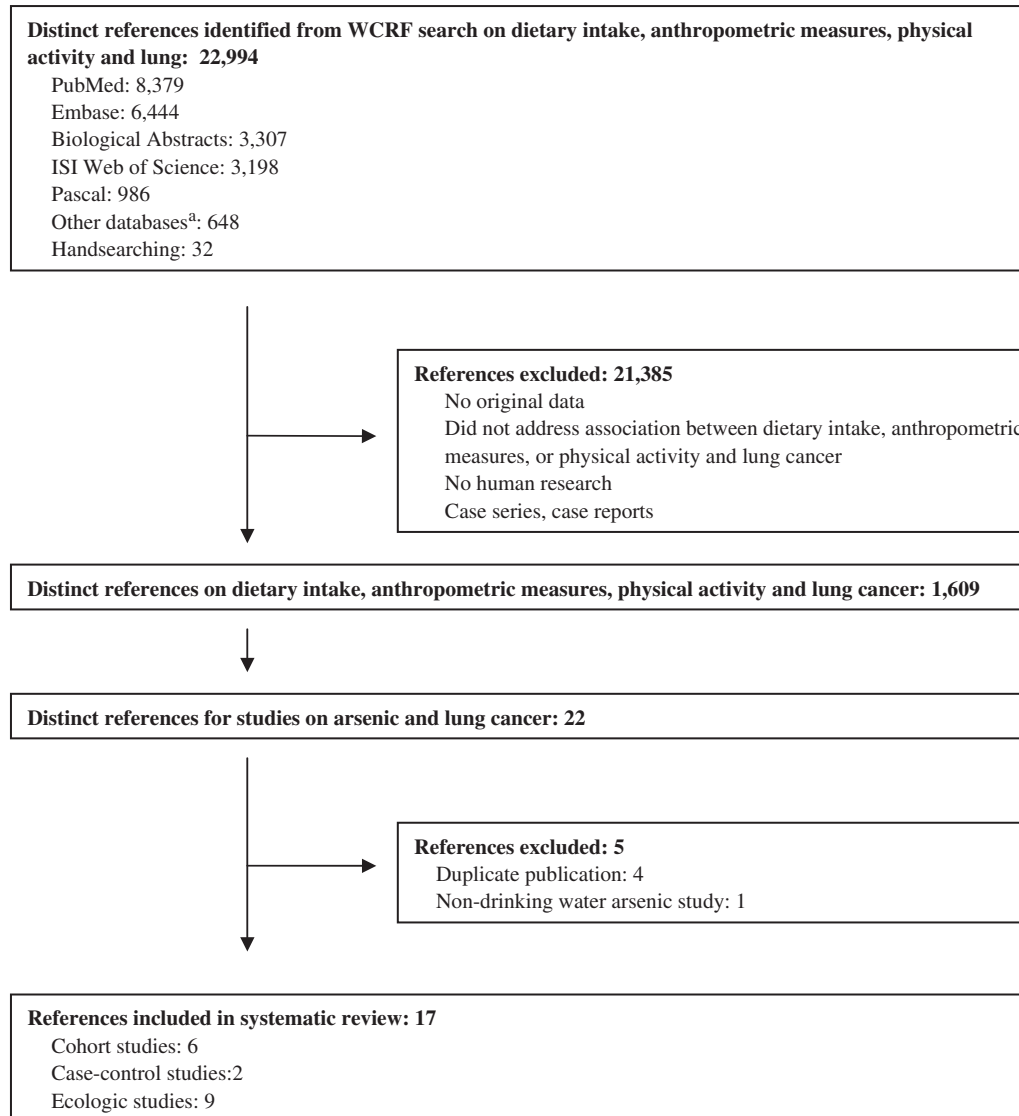 Distinct references identified from WCRF search on dietary intake, anthropometric measures, physical
activity and lung: 22,994
PubMed: 8,379
Embase: 6,444
Biological Abstracts: 3,307
ISI Web of Science: 3,198
Pascal: 986
Other databasesa: 648
Handsearching: 32
References excluded: 21,385
No original data
Did not address association between dietary intake, anthropometric
measures, or physical activity and lung cancer
No human research
Case series, case reports
Distinct references on dietary intake, anthropometric measures, physical activity and lung cancer: 1,609
Distinct references for studies on arsenic and lung cancer: 22
References excluded: 5
Duplicate publication: 4
Non-drinking water arsenic study: 1
References included in systematic review: 17
Cohort studies: 6
Case-control studies:2
Ecologic studies: 9